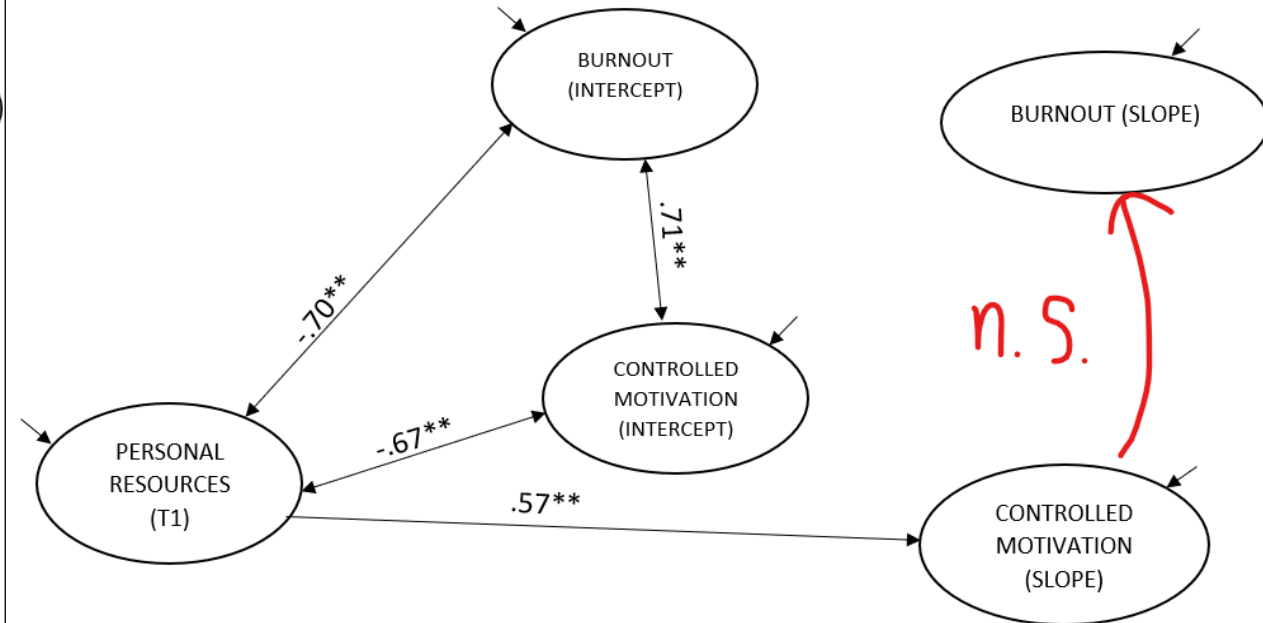 BURNOUT
(INTERCEPT)
BURNOUT (SLOPE)
.71**
-.70**
n.s.
CONTROLLED
MOTIVATION
(INTERCEPT)
-.67**
PERSONAL
RESOURCES
(T1)
.57**
CONTROLLED
MOTIVATION
(SLOPE)